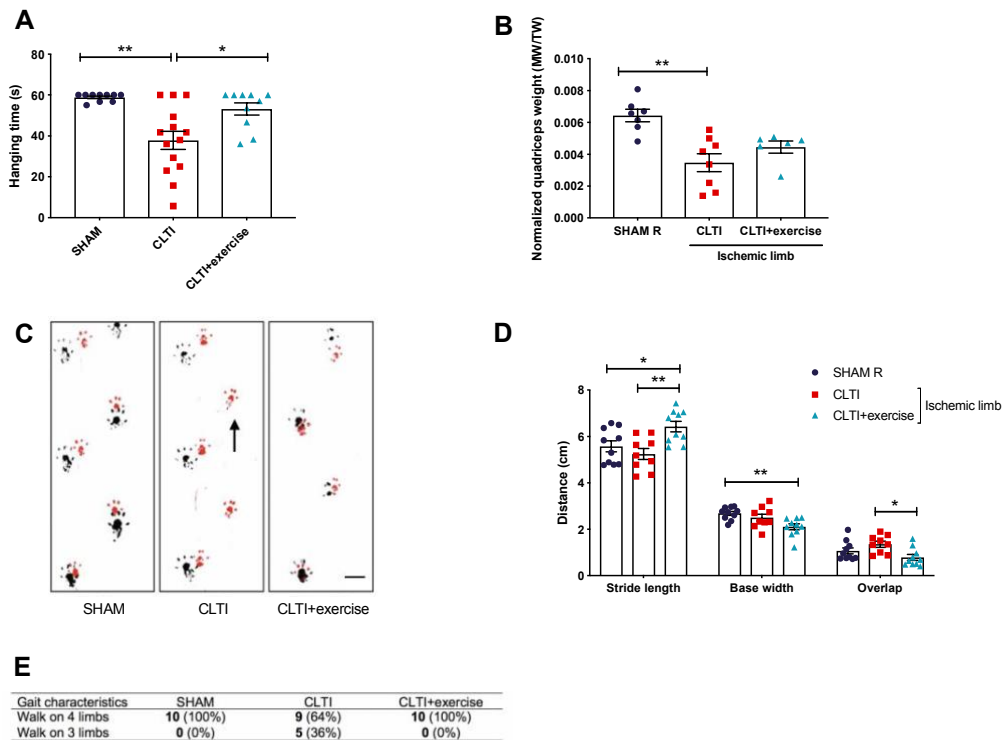 A
** *
Hanging time (s)
80
60
40
20
0
SHAM CLTI CLTI+exercise
B
**
Normalized quadriceps weight (MW/TW)
0.010
0.008
0.006
0.004
0.002
0.000
SHAM R CLTI CLTI+exercise
Ischemic limb
C
SHAM CLTI CLTI+exercise
D
SHAM R
CLTI
CLTI+exercise
Ischemic limb
*
**
**
*
Distance (cm)
8
6
4
2
0
Stride length Base width Overlap
E
Gait characteristics SHAM CLTI CLTI+exercise
Walk on 4 limbs 10 (100%) 9 (64%) 10 (100%)
Walk on 3 limbs 0 (0%) 5 (36%) 0 (0%)